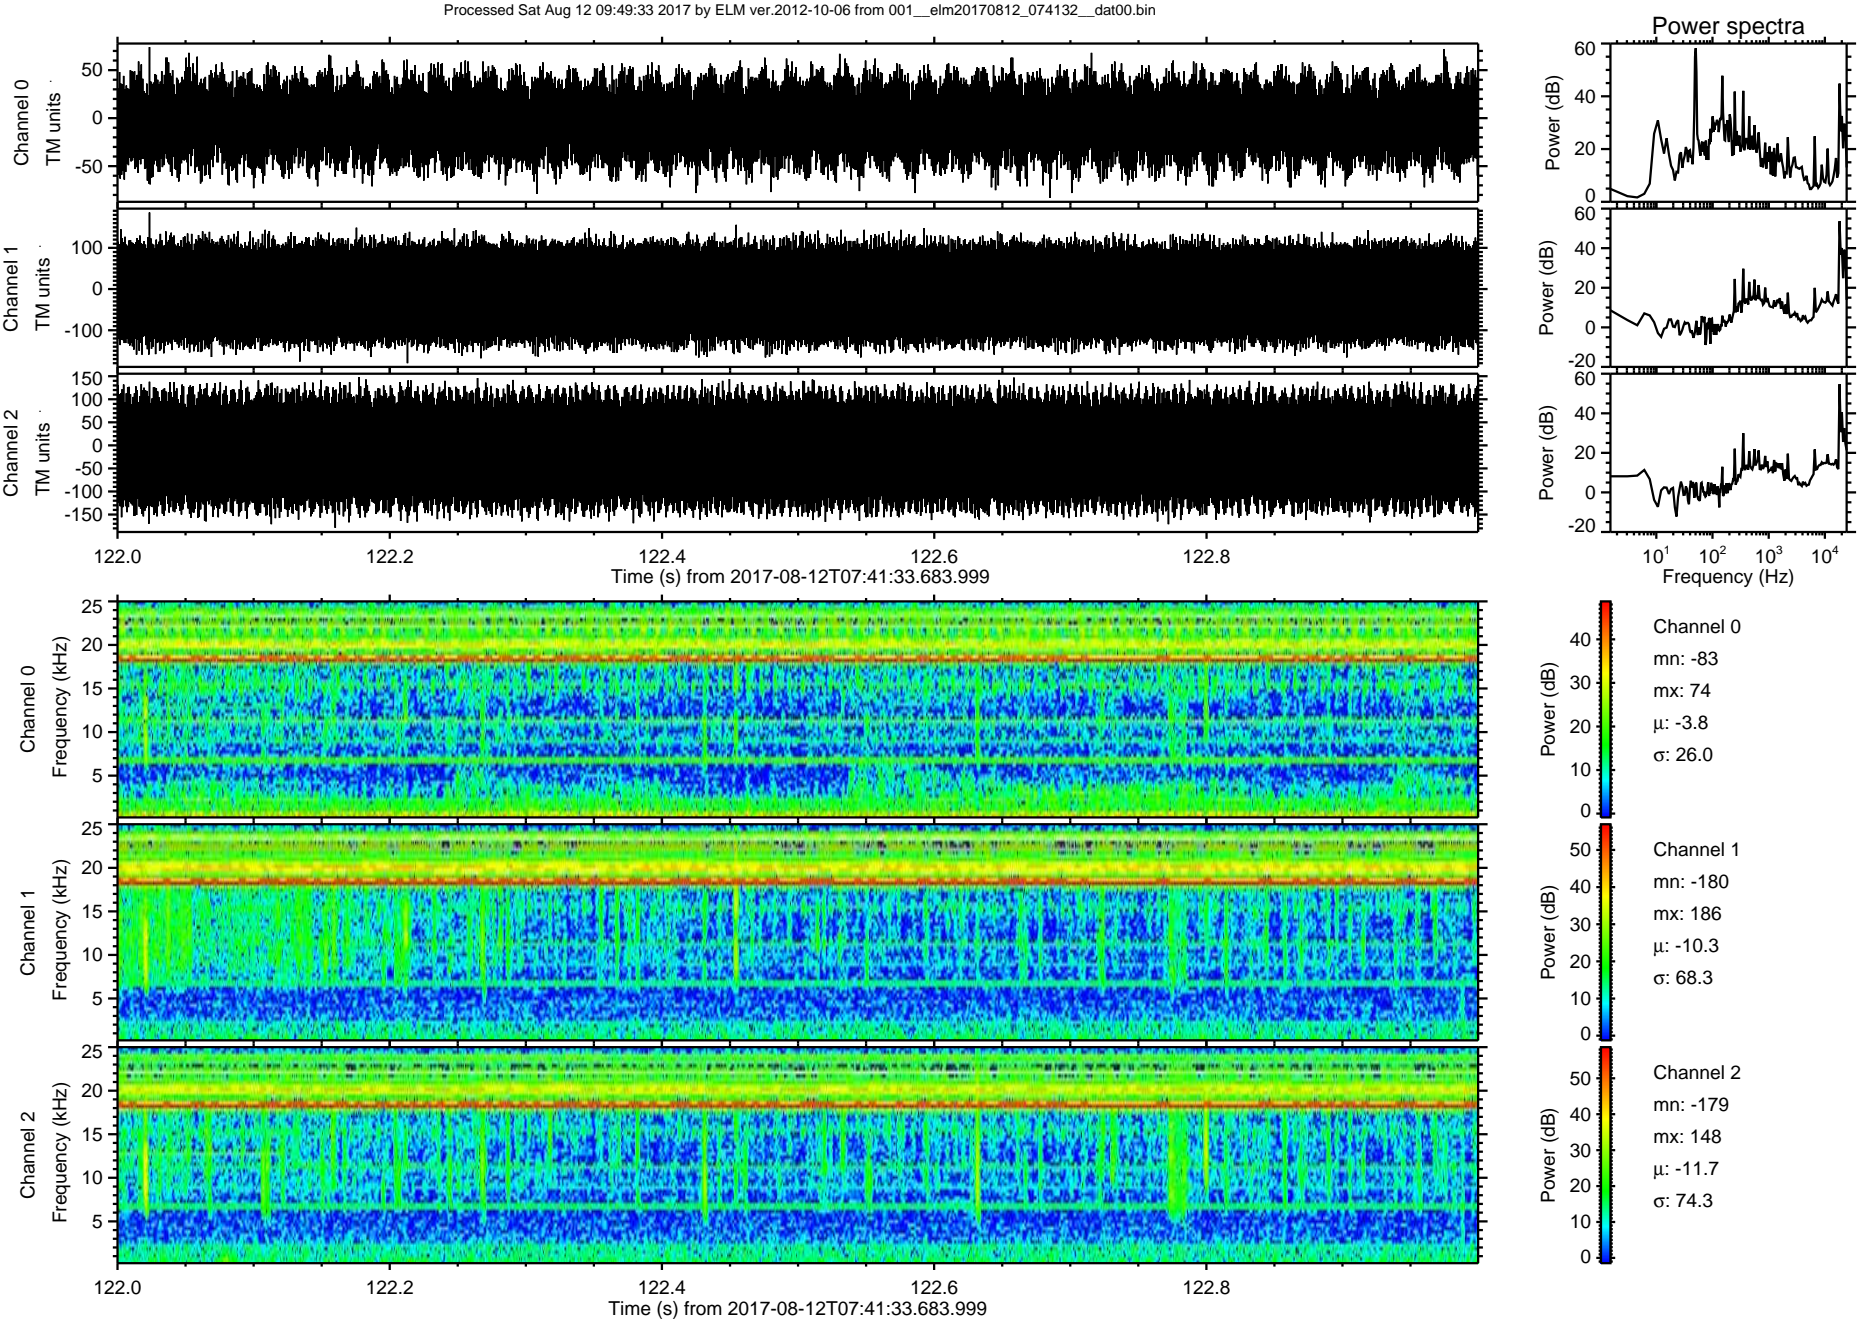 Processed Sat Aug 12 09:49:33 2017 by ELM ver.2012-10-06 from 001__elm20170812_074132__dat00.bin
Power spectra
Channel 0
TM units
50
0
-50
Power (dB)
60
40
20
0
Channel 1
TM units
100
0
-100
Power (dB)
60
40
20
0
-20
Channel 2
TM units
150
100
50
0
-50
-100
-150
Power (dB)
60
40
20
0
-20
122.0 122.2 122.4 122.6 122.8
Time (s) from 2017-08-12T07:41:33.683.999
10^1 10^2 10^3 10^4
Frequency (Hz)
Channel 0
Frequency (kHz)
25
20
15
10
5
Power (dB)
40
30
20
10
0
Channel 0
mn: -83
mx: 74
μ: -3.8
σ: 26.0
Channel 1
Frequency (kHz)
25
20
15
10
5
Power (dB)
50
40
30
20
10
0
Channel 1
mn: -180
mx: 186
μ: -10.3
σ: 68.3
Channel 2
Frequency (kHz)
25
20
15
10
5
Power (dB)
50
40
30
20
10
0
Channel 2
mn: -179
mx: 148
μ: -11.7
σ: 74.3
122.0 122.2 122.4 122.6 122.8
Time (s) from 2017-08-12T07:41:33.683.999